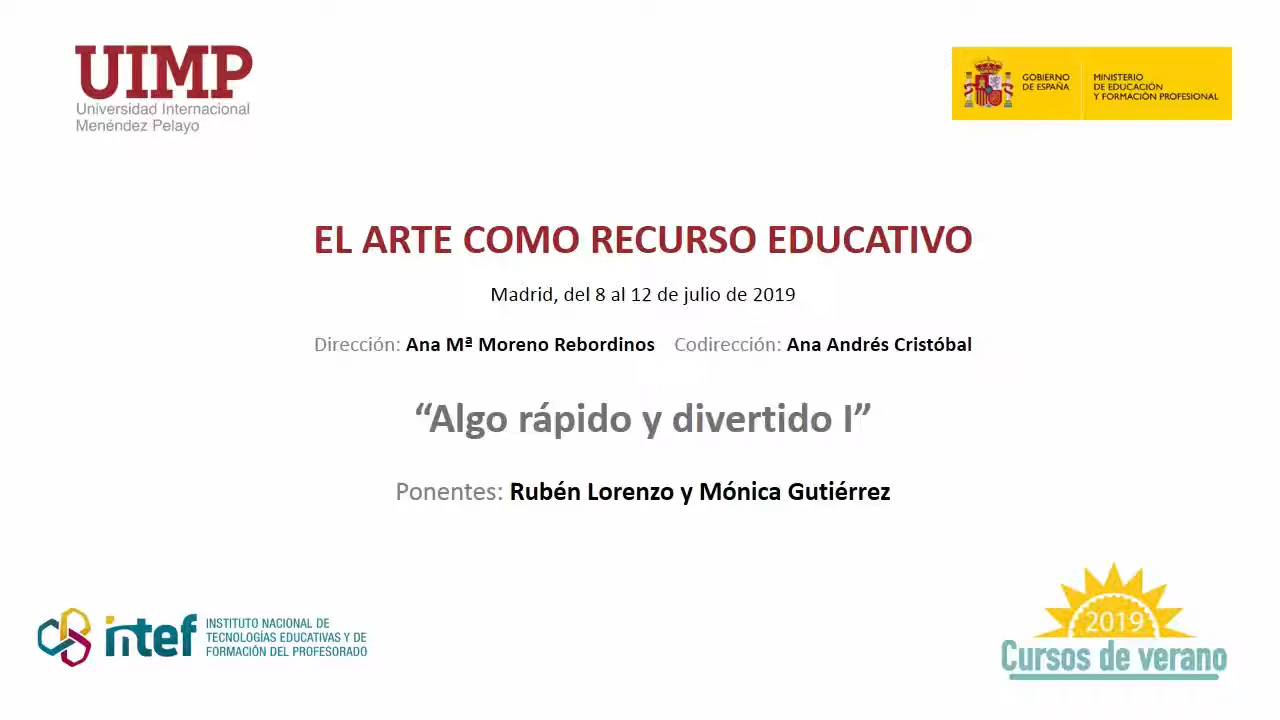 UIMP
Universidad Internacional
Menéndez Pelayo
GOBIERNO
DE ESPAÑA
MINISTERIO
DE EDUCACIÓN
Y FORMACIÓN PROFESIONAL
EL ARTE COMO RECURSO EDUCATIVO
Madrid, del 8 al 12 de julio de 2019
Dirección: Ana Mª Moreno Rebordinos Codirección: Ana Andrés Cristóbal
“Algo rápido y divertido I”
Ponentes: Rubén Lorenzo y Mónica Gutiérrez
intef
INSTITUTO NACIONAL DE
TECNOLOGÍAS EDUCATIVAS Y DE
FORMACIÓN DEL PROFESORADO
2019
Cursos de verano